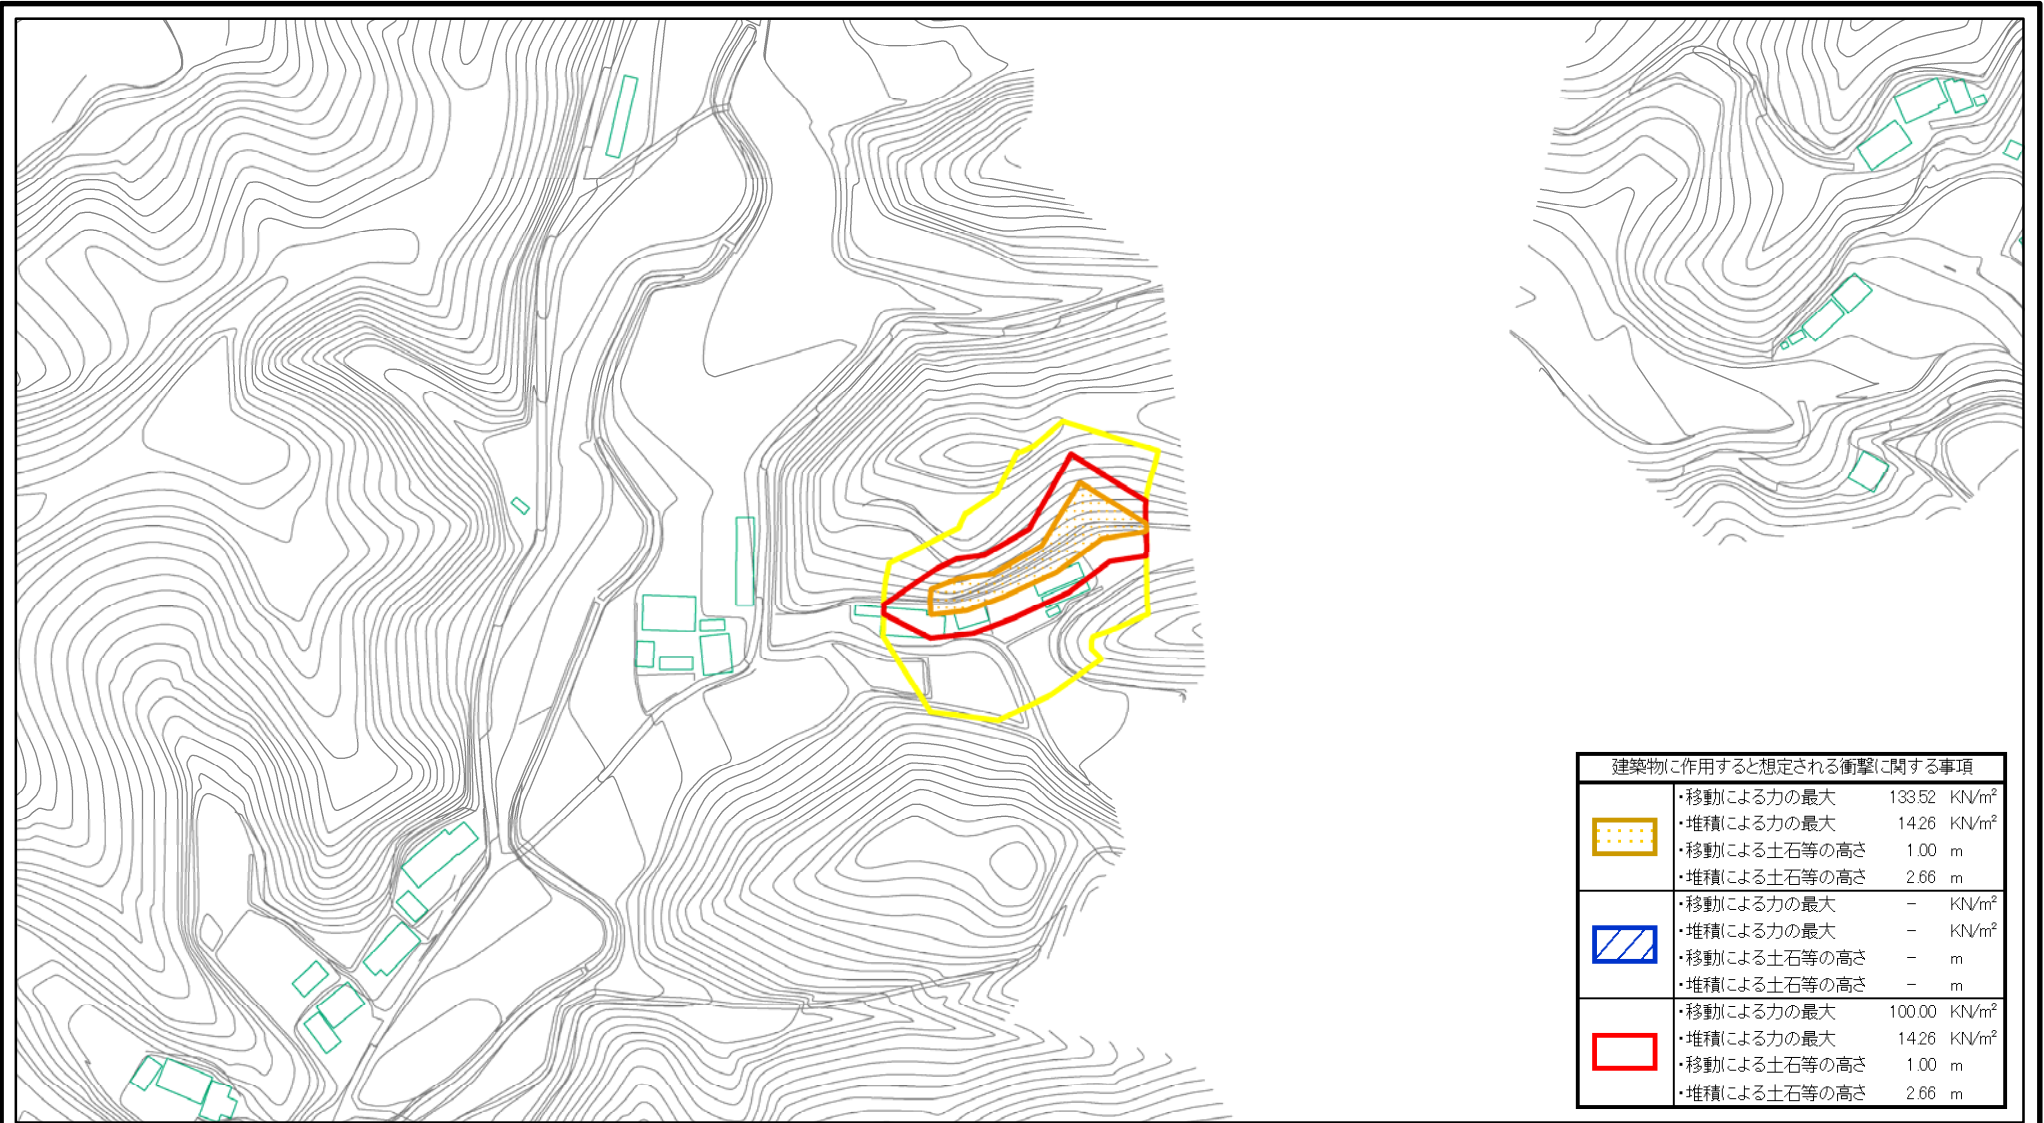 建築物に作用すると想定される衝撃に関する事項
・移動による力の最大 133.52 KN/m²
・堆積による力の最大 14.26 KN/m²
・移動による土石等の高さ 1.00 m
・堆積による土石等の高さ 2.66 m
・移動による力の最大 － KN/m²
・堆積による力の最大 － KN/m²
・移動による土石等の高さ － m
・堆積による土石等の高さ － m
・移動による力の最大 100.00 KN/m²
・堆積による力の最大 14.26 KN/m²
・移動による土石等の高さ 1.00 m
・堆積による土石等の高さ 2.66 m